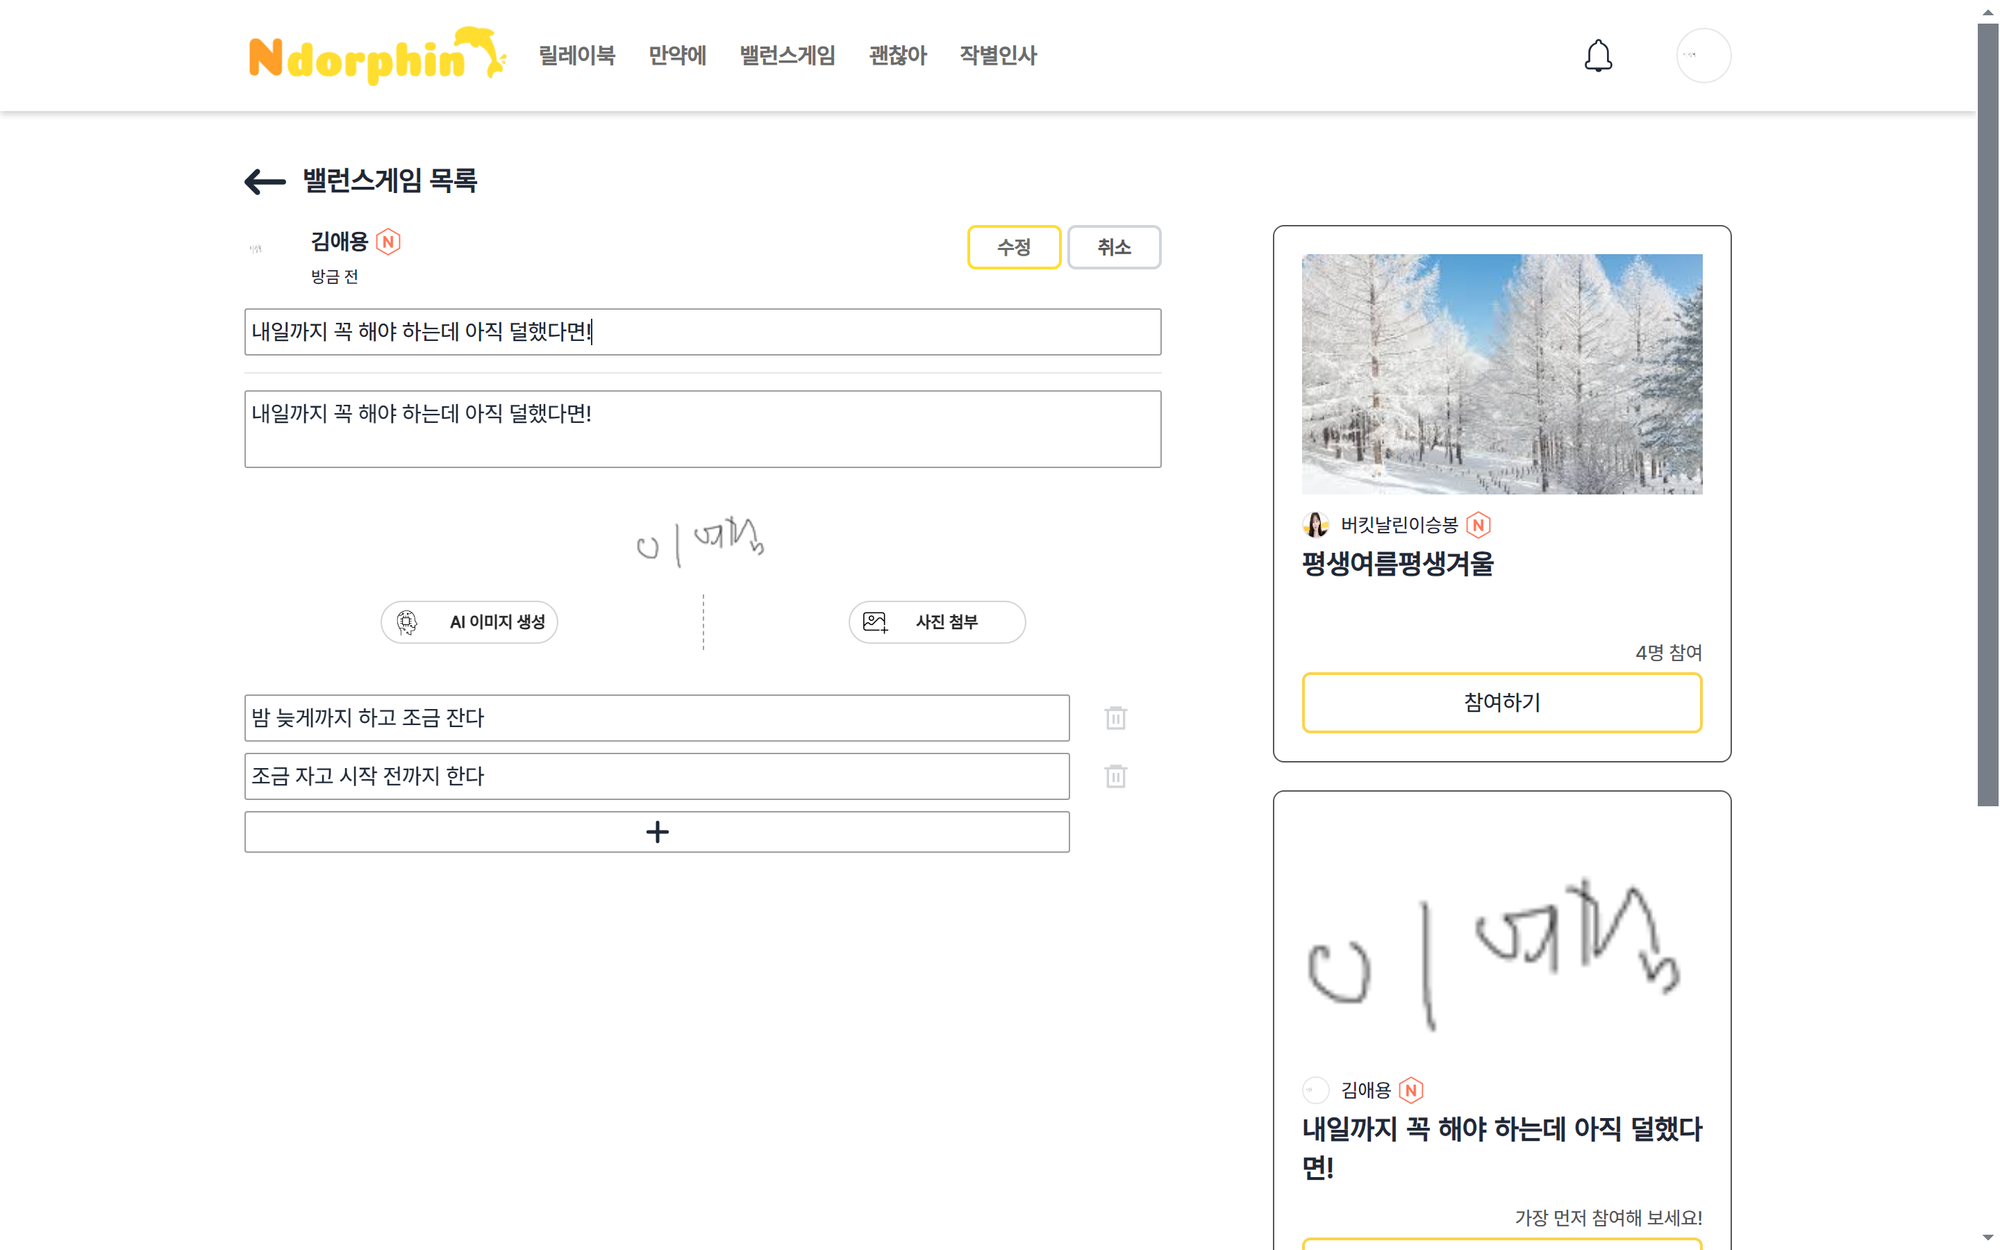 Ndorphin 릴레이북 만약에 밸런스게임 괜찮아 작별인사
밸런스게임 목록
김애용 N
방금 전
수정 취소
내일까지 꼭 해야 하는데 아직 덜했다면!
내일까지 꼭 해야 하는데 아직 덜했다면!
AI 이미지 생성
사진 첨부
밤 늦게까지 하고 조금 잔다
조금 자고 시작 전까지 한다
+
버킷날린이승봉 N
평생여름평생겨울
4명 참여
참여하기
김애용 N
내일까지 꼭 해야 하는데 아직 덜했다
면!
가장 먼저 참여해 보세요!